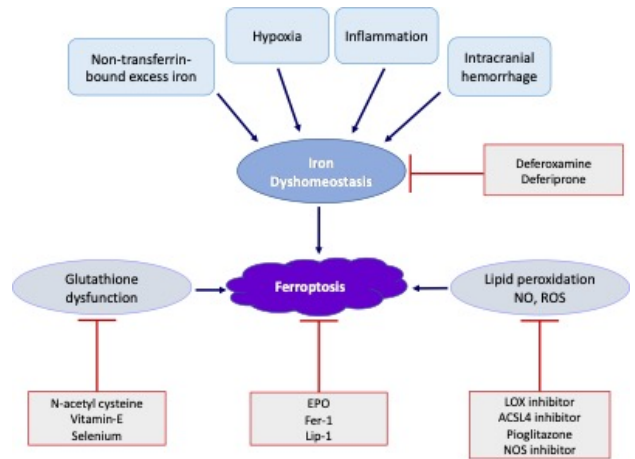 Non-transferrin-
bound excess iron
Hypoxia
Inflammation
Intracranial
hemorrhage
Iron
Dyshomeostasis
Deferoxamine
Deferiprone
Glutathione
dysfunction
Ferroptosis
Lipid peroxidation
NO, ROS
N-acetyl cysteine
Vitamin-E
Selenium
EPO
Fer-1
Lip-1
LOX inhibitor
ACSL4 inhibitor
Pioglitazone
NOS inhibitor